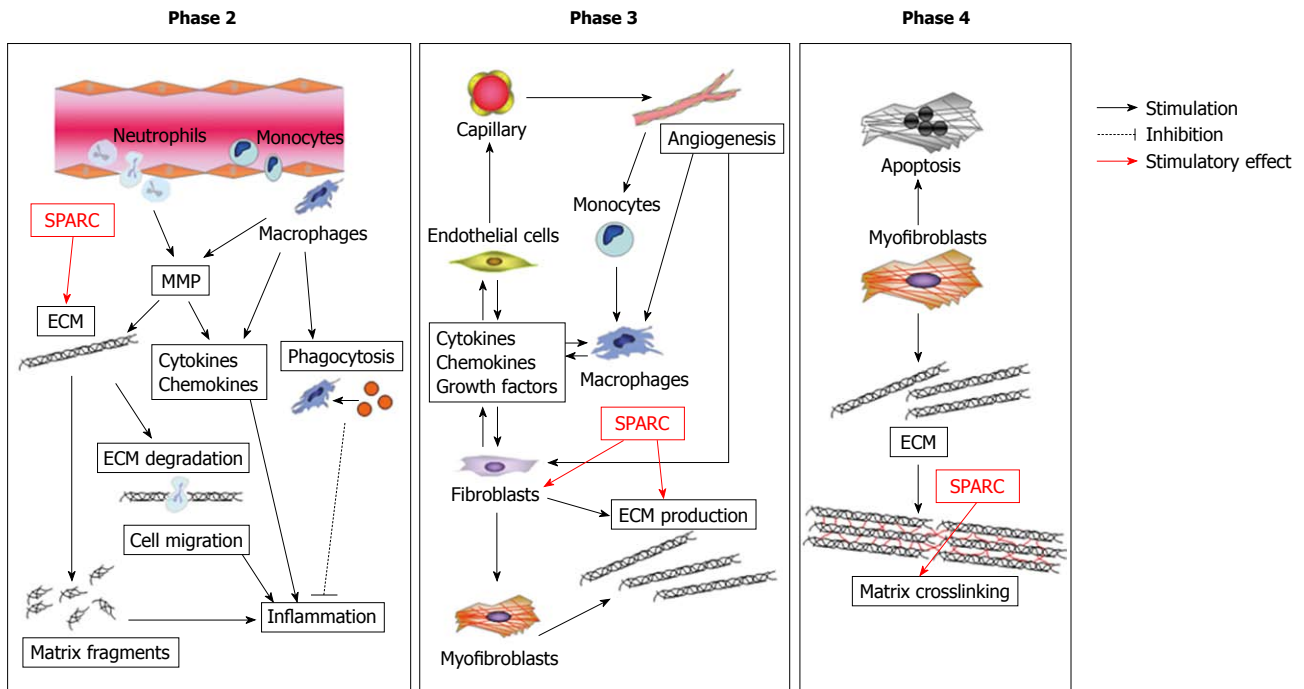 Phase 2
Neutrophils
Monocytes
SPARC
Macrophages
MMP
ECM
Cytokines
Chemokines
Phagocytosis
ECM degradation
Cell migration
Inflammation
Matrix fragments
Phase 3
Capillary
Angiogenesis
Monocytes
Endothelial cells
Cytokines
Chemokines
Growth factors
Macrophages
SPARC
Fibroblasts
ECM production
Myofibroblasts
Phase 4
Apoptosis
Myofibroblasts
ECM
SPARC
Matrix crosslinking
Stimulation
Inhibition
Stimulatory effect